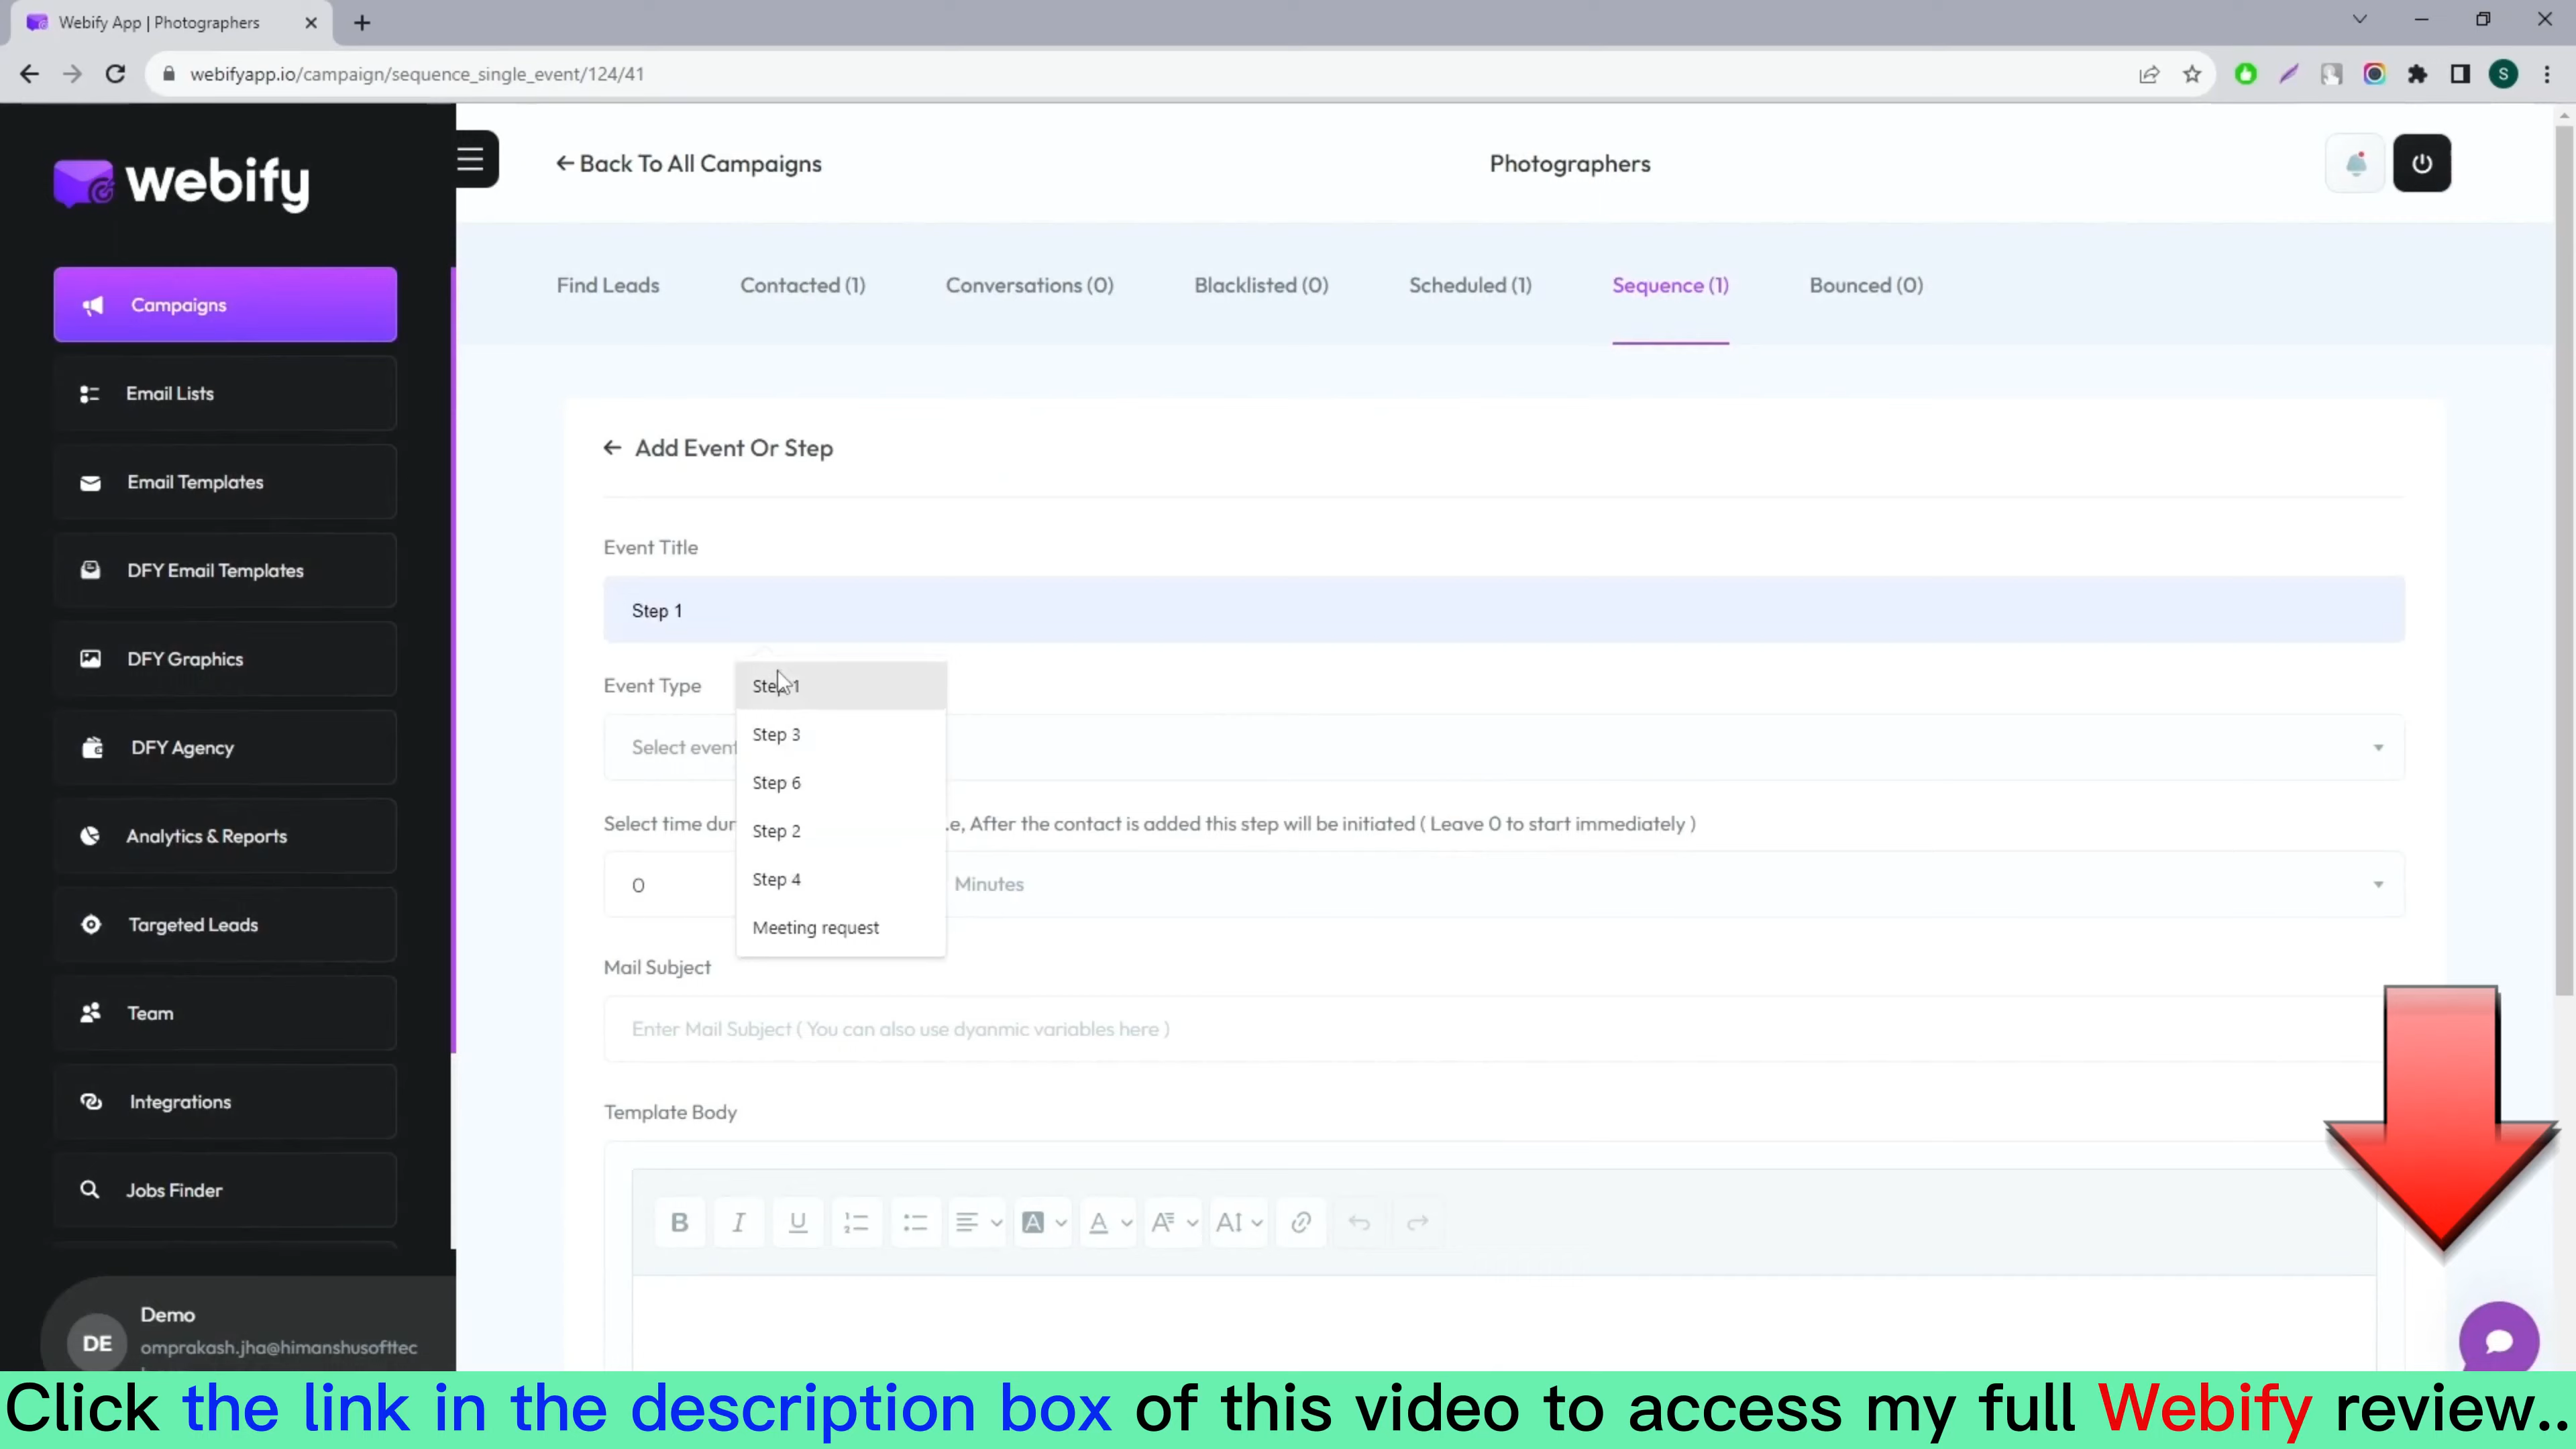 Webify App | Photographers
webifyapp.io/campaign/sequence_single_event/124/41
S
webify
Back To All Campaigns
Photographers
Campaigns
Email Lists
Email Templates
DFY Email Templates
DFY Graphics
DFY Agency
Analytics & Reports
Targeted Leads
Team
Integrations
Jobs Finder
DE
Demo
omprakash.jha@himanshusofttec
Find Leads
Contacted (1)
Conversations (0)
Blacklisted (0)
Scheduled (1)
Sequence (1)
Bounced (0)
Add Event Or Step
Event Title
Step 1
Event Type
Select event
Step 1
Step 3
Step 6
Step 2
Step 4
Meeting request
Select time dur
.e, After the contact is added this step will be initiated ( Leave 0 to start immediately )
0
Minutes
Mail Subject
Enter Mail Subject ( You can also use dyanmic variables here )
Template Body
Click the link in the description box of this video to access my full Webify review..